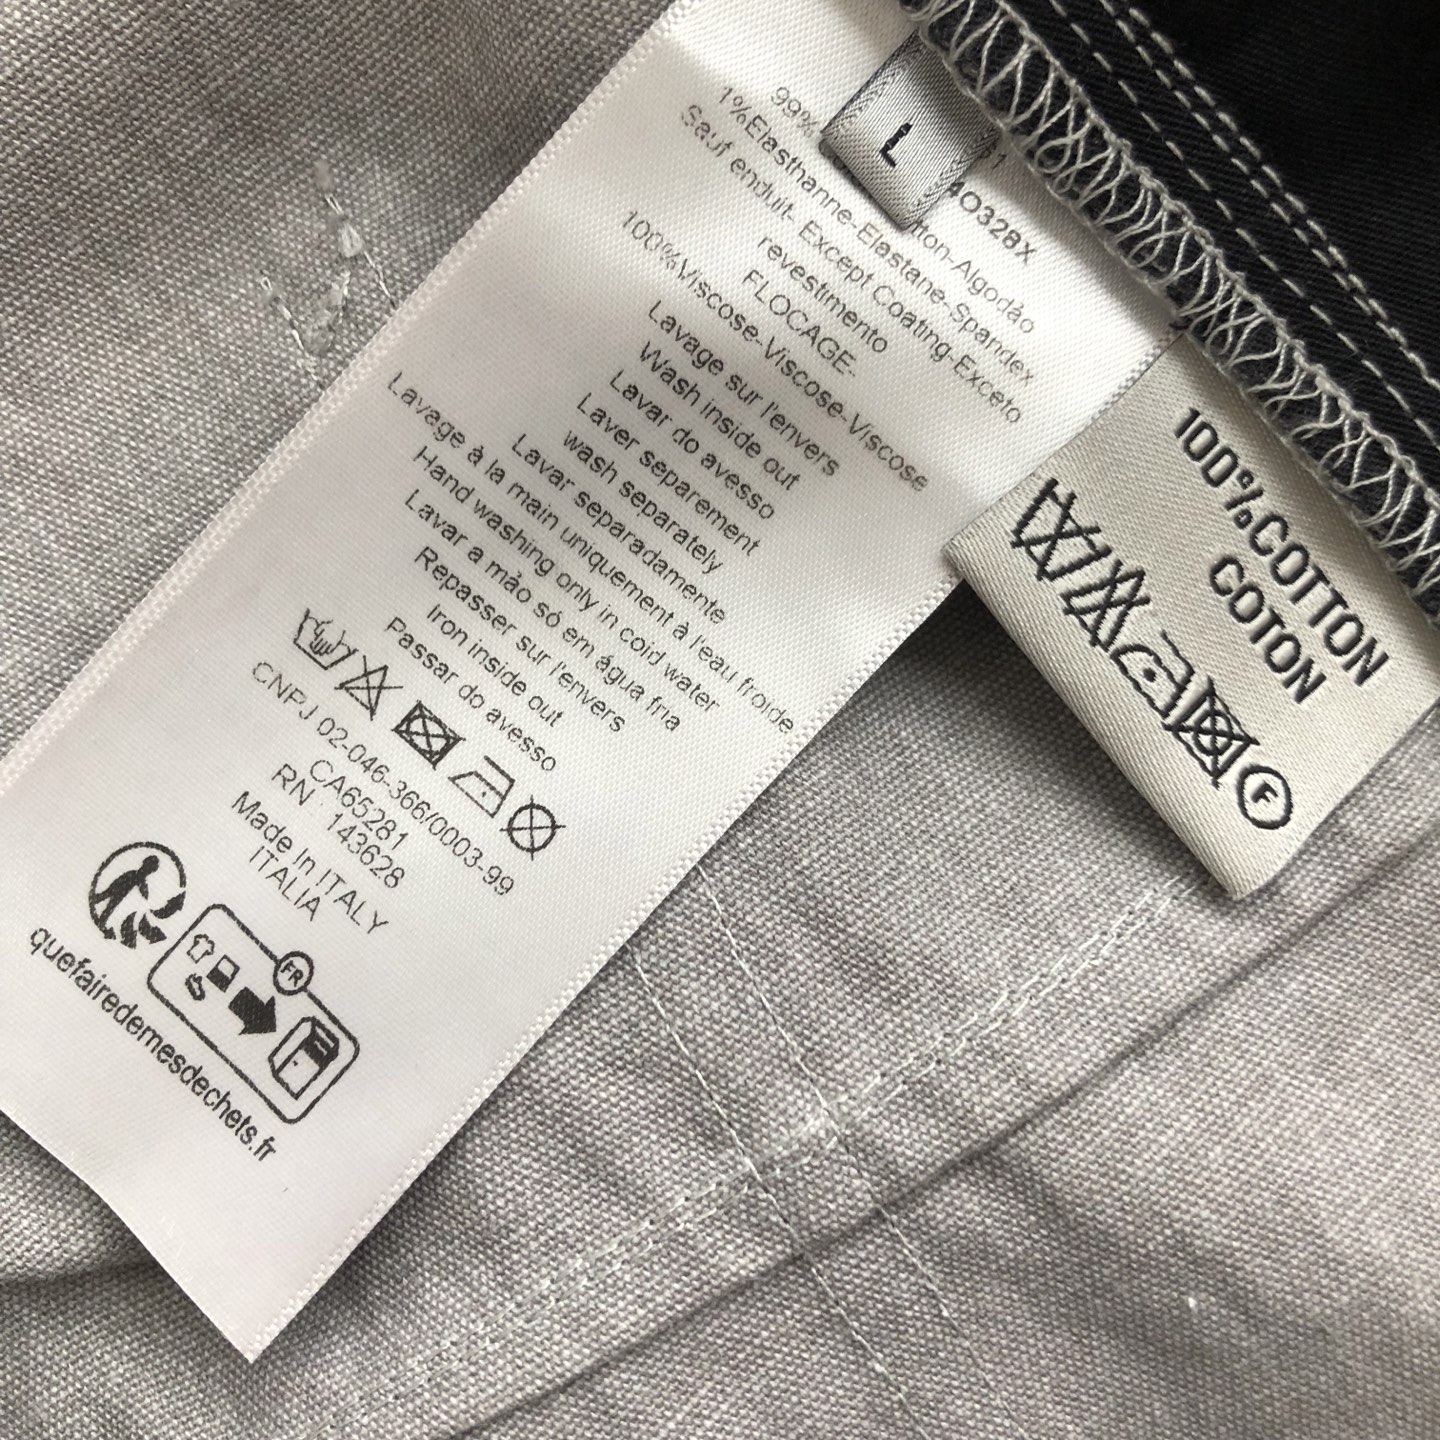 L
40328X
99%
tton-Algodão
1%Elasthanne-Elastane-Spandex
Sauf enduit- Except Coating-Exceto
revestimento
FLOCAGE-
100%Viscose-Viscose-Viscose
Lavage sur l'envers
Wash inside out
Lavar do avesso
Laver separement
wash separately
Lavar separadamente
Lavage à la main uniquement à l'eau froide
Hand washing only in cold water
Lavar a mão só em água fria
Repasser sur l'envers
Iron inside out
Passar do avesso
CNPJ 02-046-366/0003-99
CA65281
RN : 143628
Made in ITALY
ITALIA
FR
quefairedemesdechets.fr
100%COTTON
COTON
F